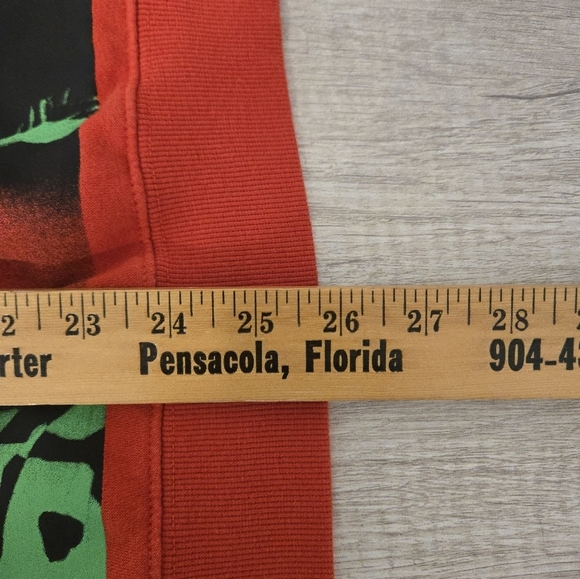 2 23 24 25 26 27 28
rter Pensacola, Florida 904-43